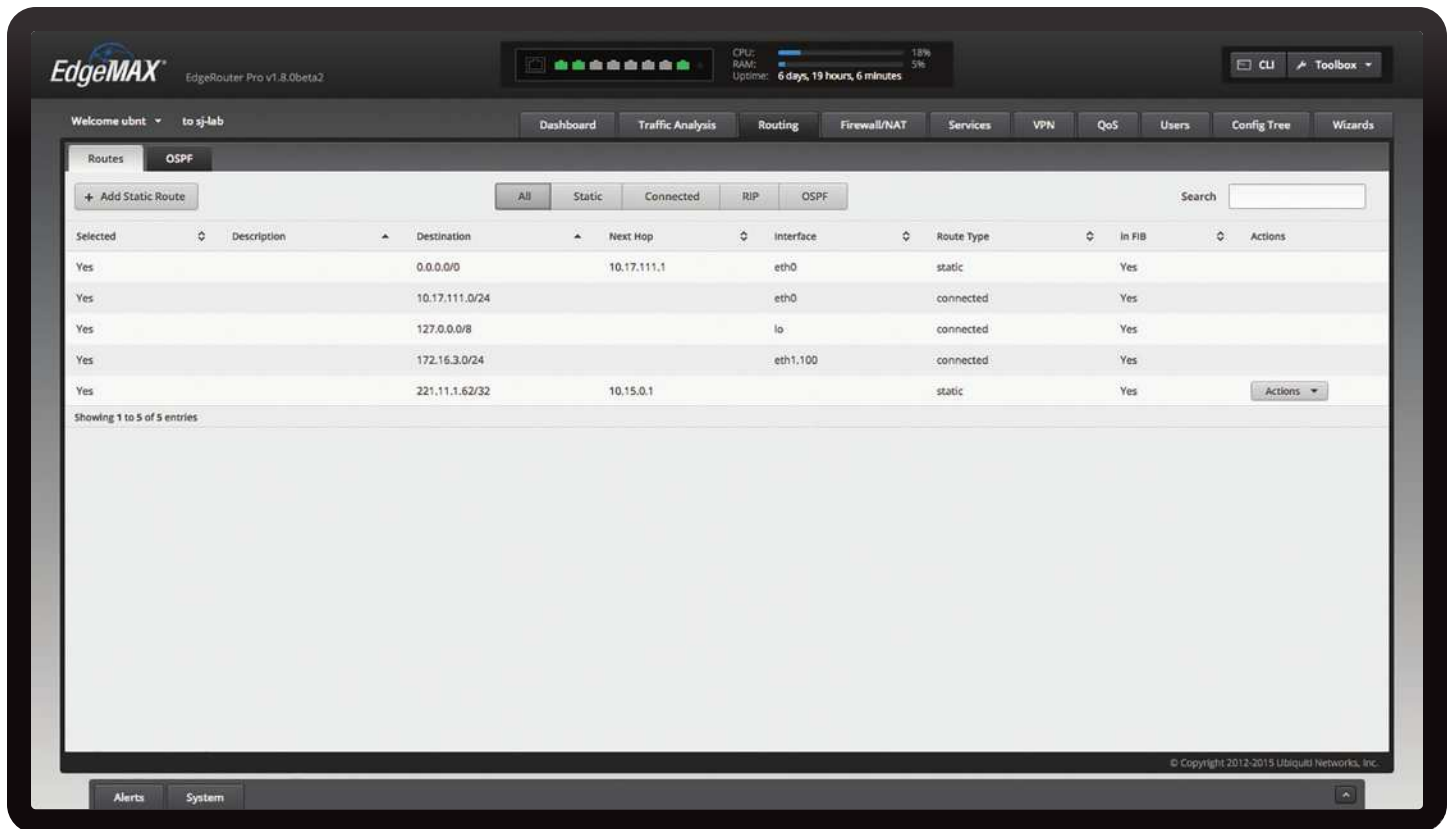 EdgeMAX®
EdgeRouter Pro v1.8.0beta2
CPU: 18%
RAM: 5%
Uptime: 6 days, 19 hours, 6 minutes
CLI
Toolbox
Welcome ubnt to sj-lab
Dashboard Traffic Analysis Routing Firewall/NAT Services VPN QoS Users Config Tree Wizards
Routes OSPF
+ Add Static Route
All Static Connected RIP OSPF
Search
Selected Description Destination Next Hop Interface Route Type In FIB Actions
Yes 0.0.0.0/0 10.17.111.1 eth0 static Yes
Yes 10.17.111.0/24 eth0 connected Yes
Yes 127.0.0.0/8 lo connected Yes
Yes 172.16.3.0/24 eth1.100 connected Yes
Yes 221.11.1.62/32 10.15.0.1 static Yes Actions
Showing 1 to 5 of 5 entries
© Copyright 2012-2015 Ubiquiti Networks, Inc.
Alerts System